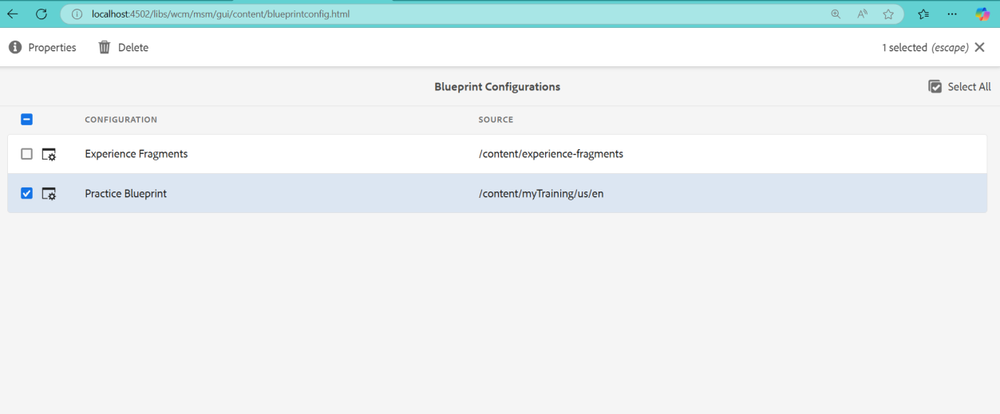 localhost:4502/libs/wcm/msm/gui/content/blueprintconfig.html
Properties Delete 1 selected (escape)
Blueprint Configurations Select All
CONFIGURATION SOURCE
Experience Fragments /content/experience-fragments
Practice Blueprint /content/myTraining/us/en